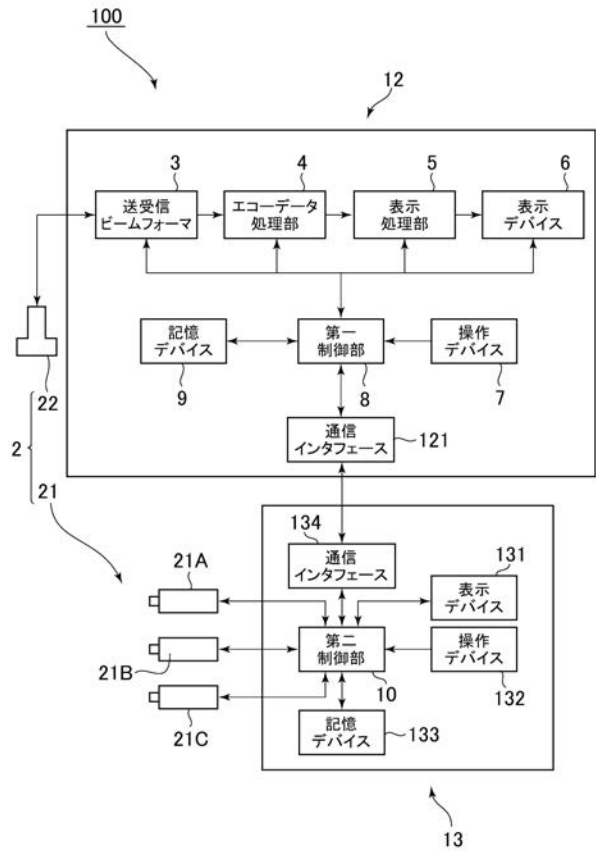 100
12
3
4
5
6
送受信
ビームフォーマ
エコーデータ
処理部
表示
処理部
表示
デバイス
記憶
デバイス
第一
制御部
操作
デバイス
22
9
8
7
通信
インタフェース
121
2
21
134
通信
インタフェース
131
表示
デバイス
21A
第二
制御部
操作
デバイス
21B
10
132
21C
記憶
デバイス
133
13